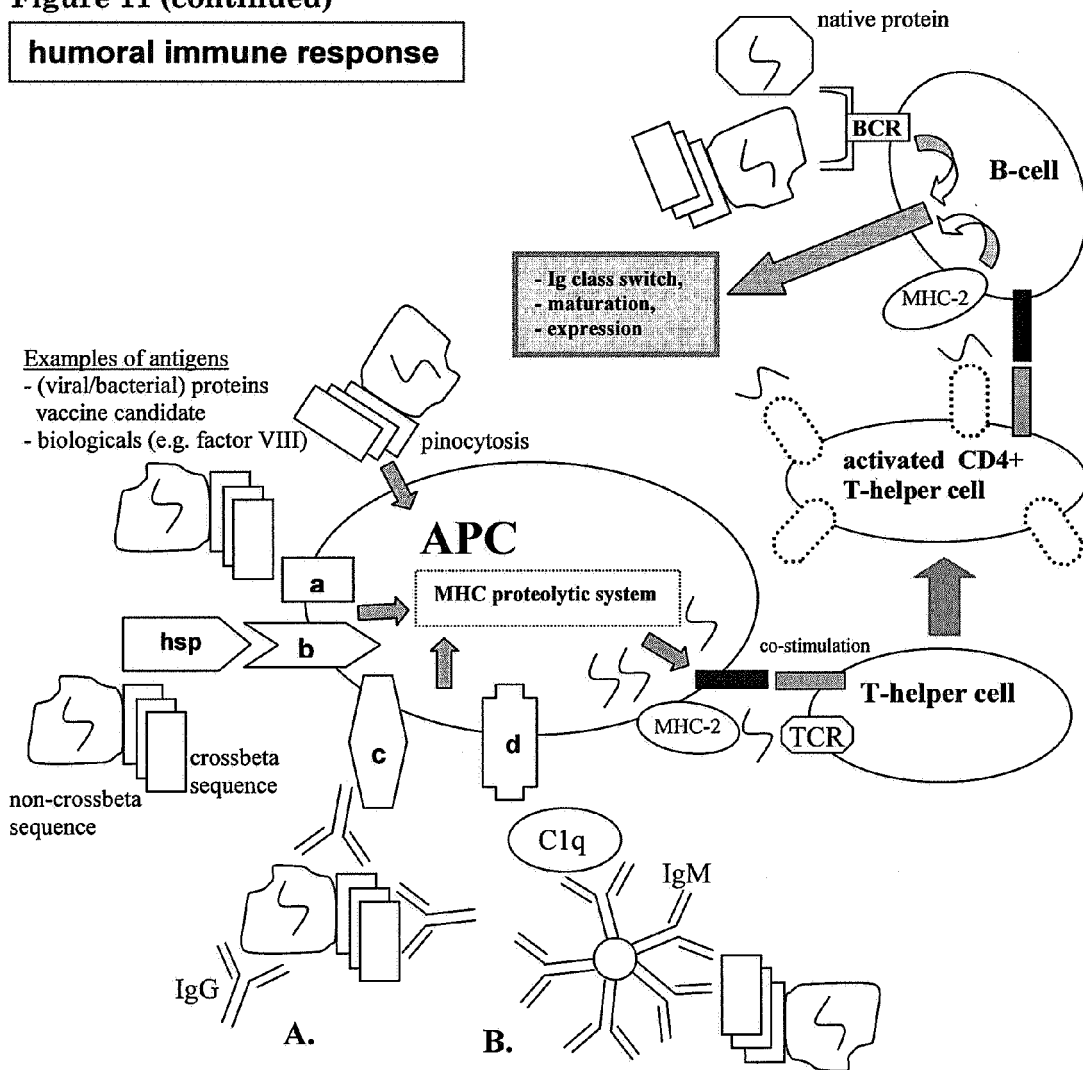 Figure 11 (continued)
humoral immune response
native protein
BCR
B-cell
- Ig class switch,
- maturation,
- expression
MHC-2
Examples of antigens
- (viral/bacterial) proteins
vaccine candidate
- biologicals (e.g. factor VIII)
pinocytosis
activated CD4+
T-helper cell
APC
a
MHC proteolytic system
hsp
b
co-stimulation
T-helper cell
MHC-2
TCR
c
d
crossbeta
sequence
non-crossbeta
sequence
C1q
IgM
IgG
A.
B.